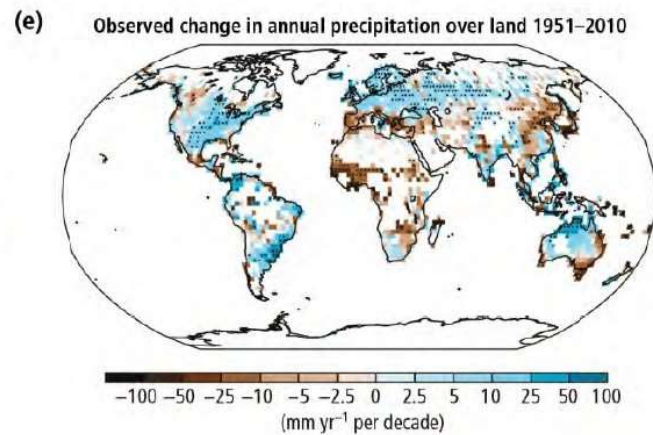 (e)
Observed change in annual precipitation over land 1951–2010
−100 −50 −25 −10 −5 −2.5 0 2.5 5 10 25 50 100
(mm yr⁻¹ per decade)